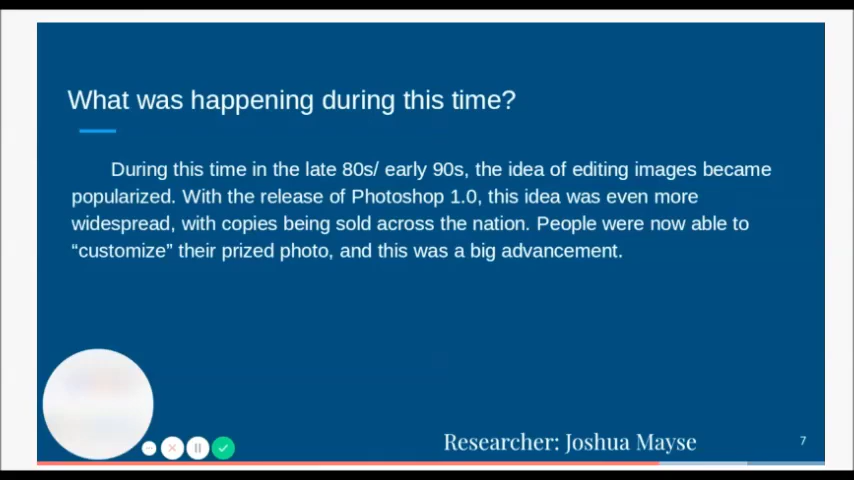 What was happening during this time?
During this time in the late 80s/ early 90s, the idea of editing images became
popularized. With the release of Photoshop 1.0, this idea was even more
widespread, with copies being sold across the nation. People were now able to
“customize” their prized photo, and this was a big advancement.
Researcher: Joshua Mayse
7